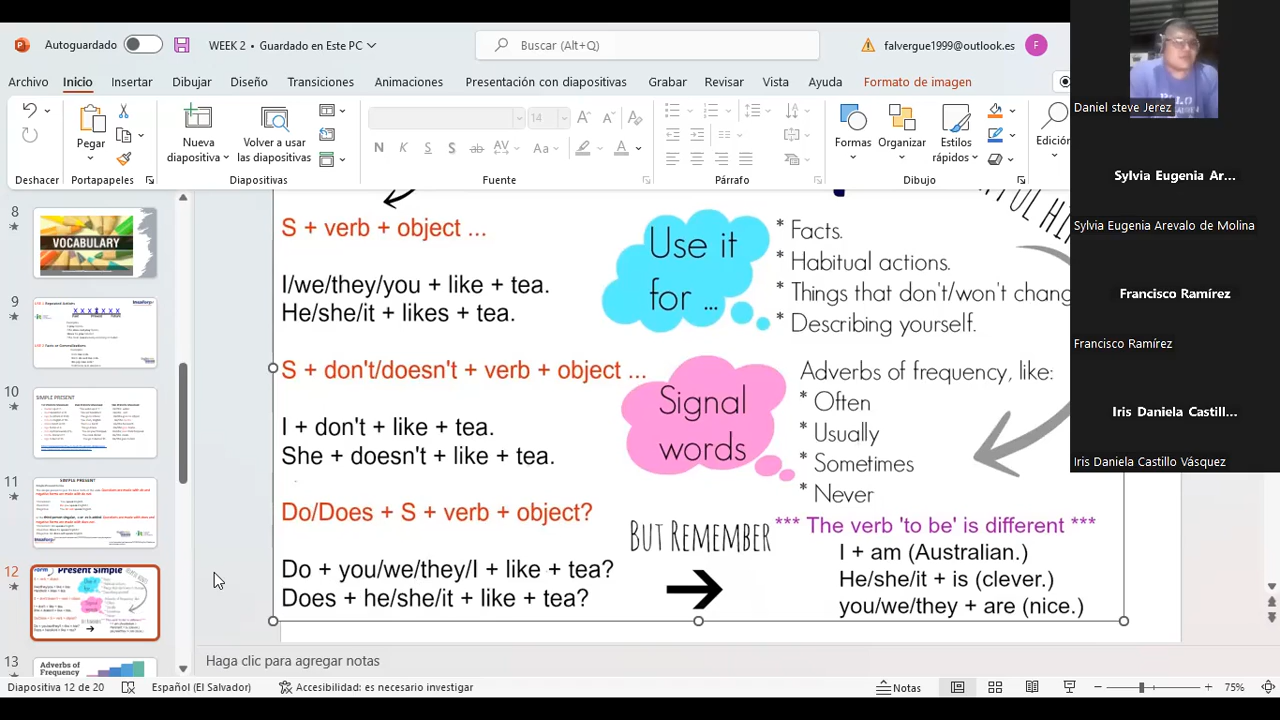 Autoguardado
WEEK 2 • Guardado en Este PC
Buscar (Alt+Q)
falvergue1999@outlook.es
F
Archivo
Inicio
Insertar
Dibujar
Diseño
Transiciones
Animaciones
Presentación con diapositivas
Grabar
Revisar
Vista
Ayuda
Formato de imagen
Pegar
Nueva
diapositiva
Volver a usar
las diapositivas
14
Formas
Organizar
Estilos
rápidos
Edición
Deshacer
Portapapeles
Diapositivas
Fuente
Párrafo
Dibujo
Daniel steve Jerez
Sylvia Eugenia Ar...
Sylvia Eugenia Arevalo de Molina
Francisco Ramírez
Francisco Ramírez
Iris Daniela Castill...
Iris Daniela Castillo Vásquez
8
VOCABULARY
9
10
SIMPLE PRESENT
11
SIMPLE PRESENT
12
Present Simple
13
Adverbs of
Frequency
S + verb + object ...
I/we/they/you + like + tea.
He/she/it + likes + tea.
S + don't/doesn't + verb + object ...
I + don't + like + tea.
She + doesn't + like + tea.
Do/Does + S + verb + object?
Do + you/we/they/I + like + tea?
Does + he/she/it + like + tea?
Use it
for ...
* Facts.
* Habitual actions.
* Things that don't/won't chang
* Describing yourself.
Signal
words
Adverbs of frequency, like:
* Often
* Usually
* Sometimes
* Never
BUT REMEMBER
*** The verb 'to be' is different ***
I + am (Australian.)
He/she/it + is (clever.)
you/we/they + are (nice.)
Haga clic para agregar notas
Diapositiva 12 de 20
Español (El Salvador)
Accesibilidad: es necesario investigar
Notas
75%